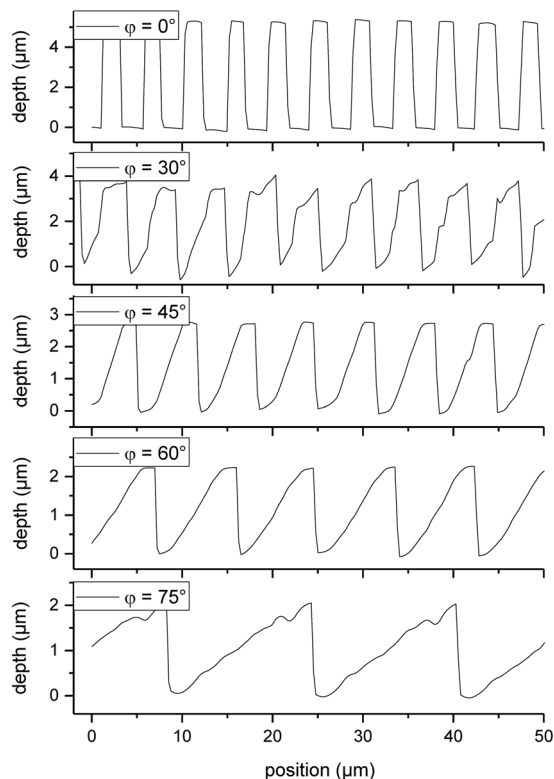 φ = 0°
4
2
0
depth (µm)
φ = 30°
4
2
0
depth (µm)
φ = 45°
3
2
1
0
depth (µm)
φ = 60°
2
1
0
depth (µm)
φ = 75°
2
1
0
depth (µm)
0 10 20 30 40 50
position (µm)